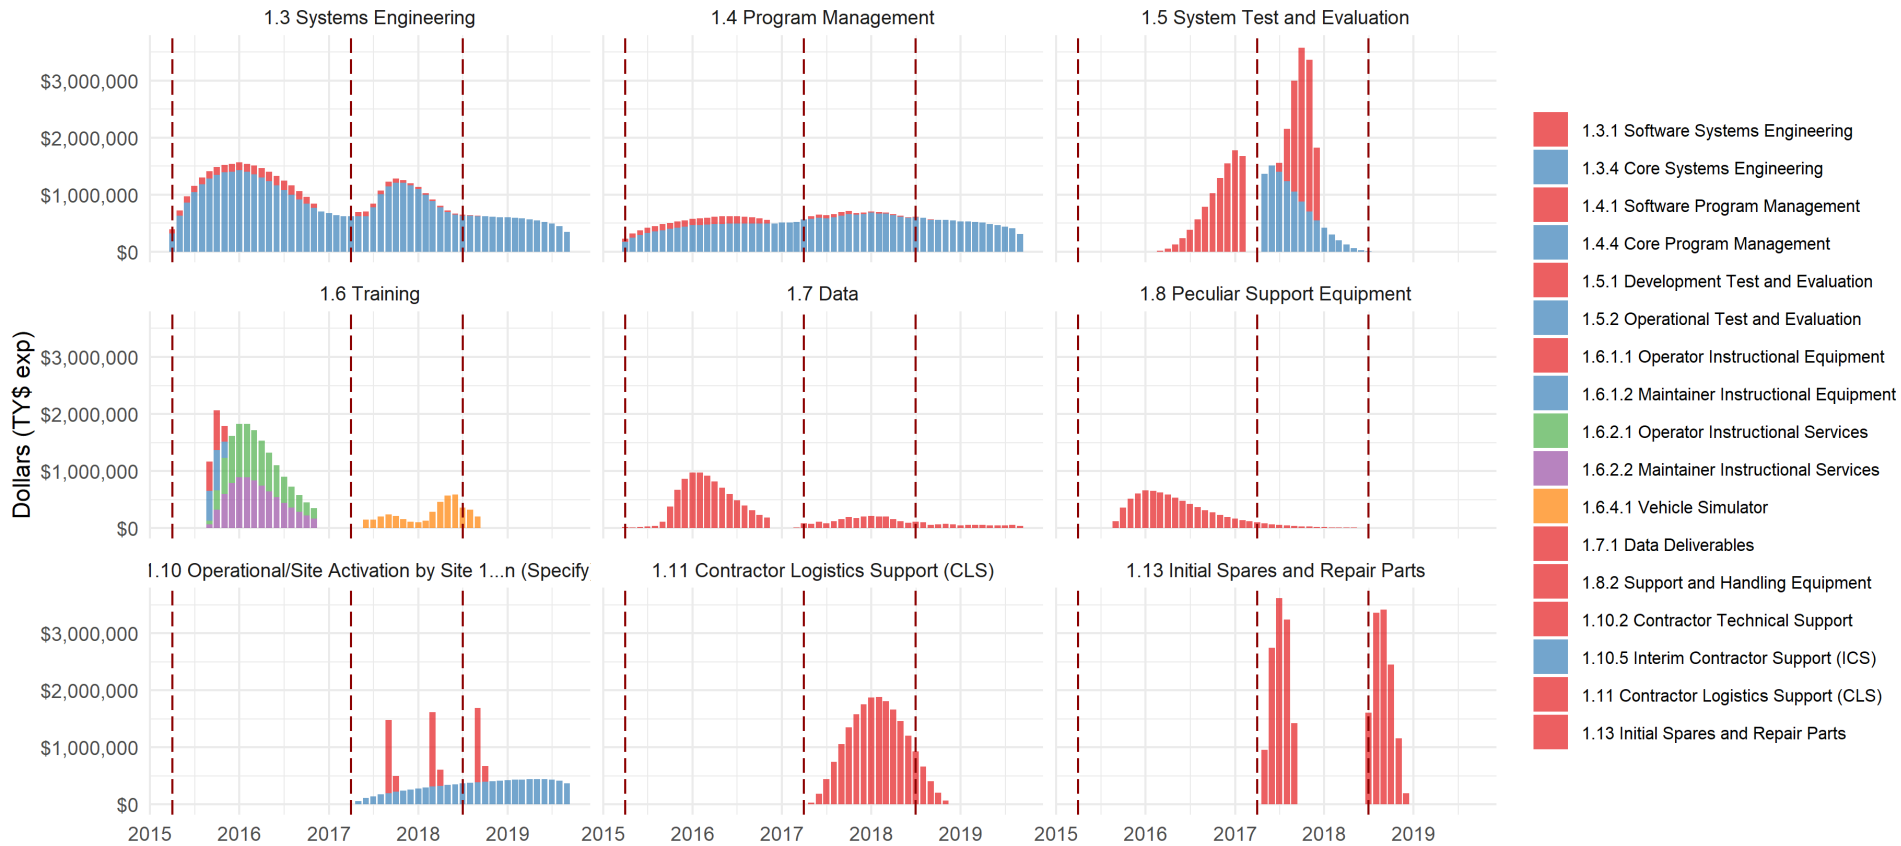 1.3 Systems Engineering
1.4 Program Management
1.5 System Test and Evaluation
$3,000,000
$2,000,000
$1,000,000
$0
1.6 Training
1.7 Data
1.8 Peculiar Support Equipment
$3,000,000
$2,000,000
$1,000,000
$0
Dollars (TY$ exp)
1.10 Operational/Site Activation by Site 1...n (Specify
1.11 Contractor Logistics Support (CLS)
1.13 Initial Spares and Repair Parts
$3,000,000
$2,000,000
$1,000,000
$0
2015 2016 2017 2018 2019
2015 2016 2017 2018 2019
2015 2016 2017 2018 2019
1.3.1 Software Systems Engineering
1.3.4 Core Systems Engineering
1.4.1 Software Program Management
1.4.4 Core Program Management
1.5.1 Development Test and Evaluation
1.5.2 Operational Test and Evaluation
1.6.1.1 Operator Instructional Equipment
1.6.1.2 Maintainer Instructional Equipment
1.6.2.1 Operator Instructional Services
1.6.2.2 Maintainer Instructional Services
1.6.4.1 Vehicle Simulator
1.7.1 Data Deliverables
1.8.2 Support and Handling Equipment
1.10.2 Contractor Technical Support
1.10.5 Interim Contractor Support (ICS)
1.11 Contractor Logistics Support (CLS)
1.13 Initial Spares and Repair Parts